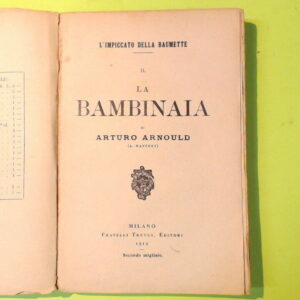 L'IMPICCATO DELLA BAUMETTE
II.
LA
BAMBINAIA
DI
ARTURO ARNOULD
(A. MATTHEY)
MILANO
FRATELLI TREVES, EDITORI
Secondo migliaio.